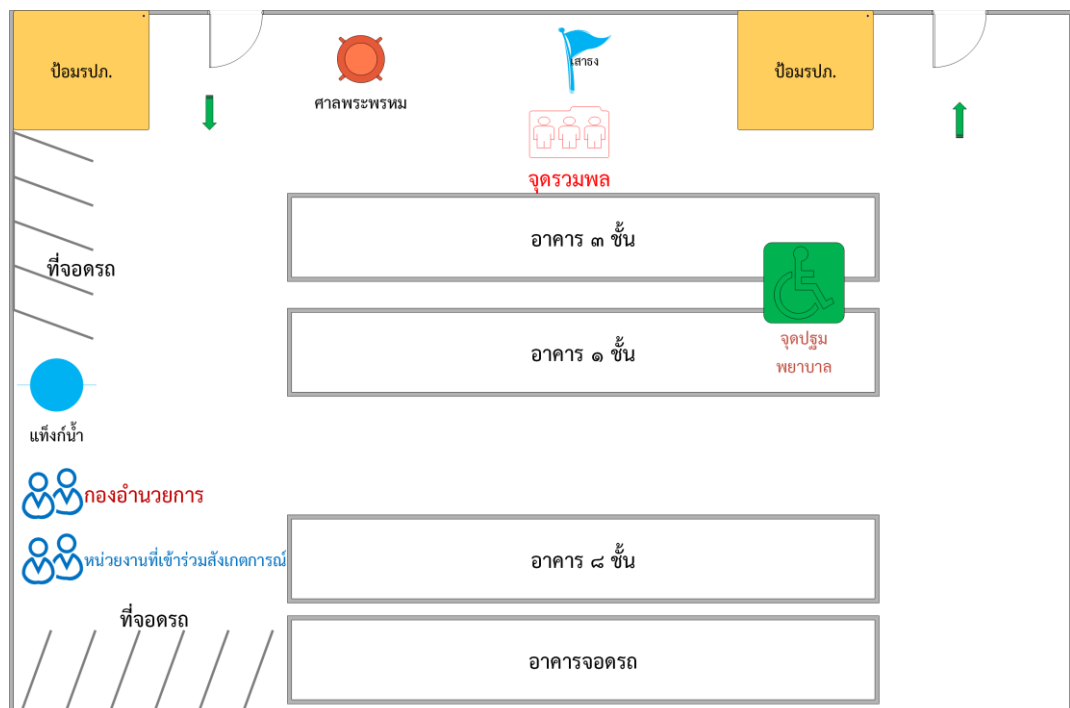 ป้อมรปภ.
ศาลพระพรหม
เสาธง
ป้อมรปภ.
จุดรวมพล
อาคาร ๓ ชั้น
ที่จอดรถ
อาคาร ๑ ชั้น
จุดปฐม
พยาบาล
แท็งก์น้ำ
กองอำนวยการ
หน่วยงานที่เข้าร่วมสังเกตการณ์
อาคาร ๘ ชั้น
ที่จอดรถ
อาคารจอดรถ